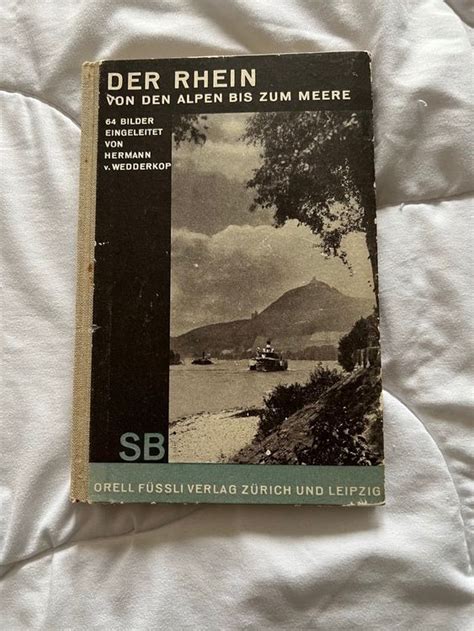 DER RHEIN
VON DEN ALPEN BIS ZUM MEERE
64 BILDER
EINGELEITET
VON
HERMANN
v. WEDDERKOP
SB
ORELL FÜSSLI VERLAG ZÜRICH UND LEIPZIG